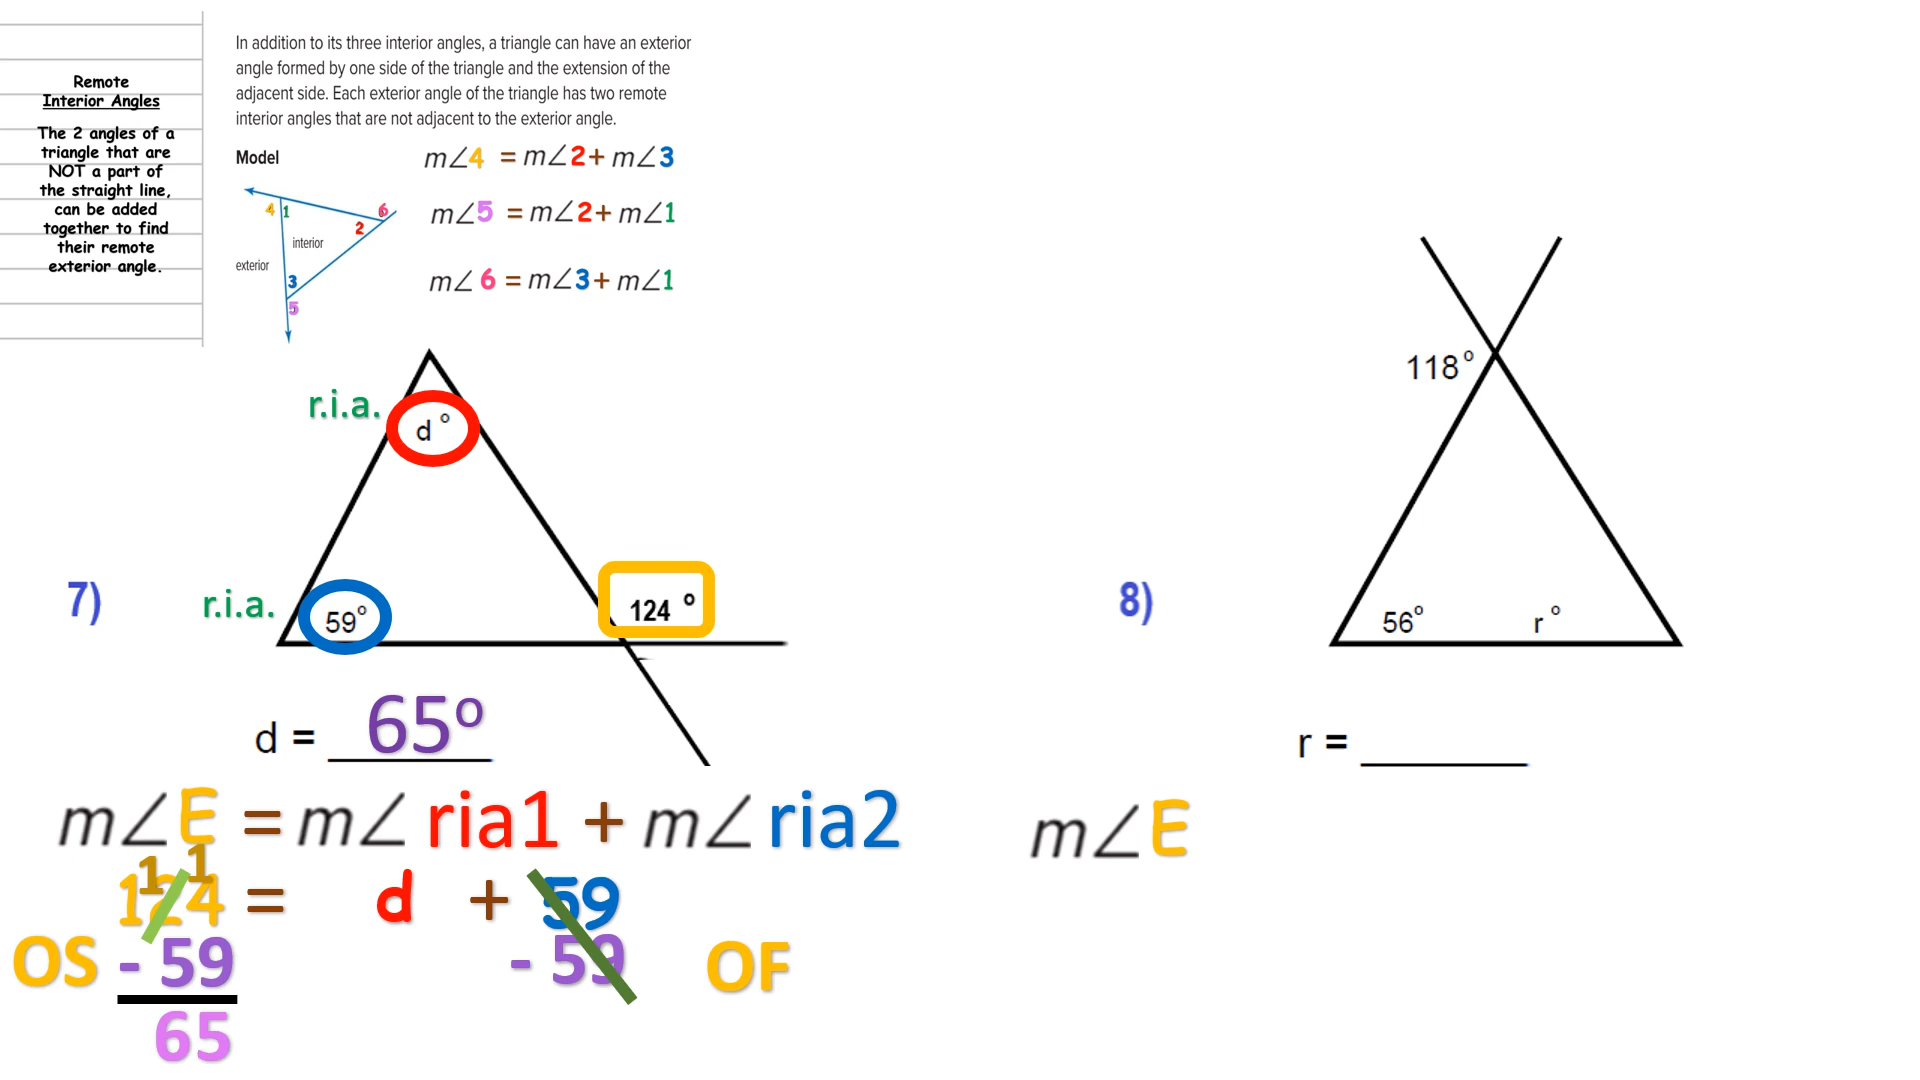 Remote
Interior Angles
The 2 angles of a
triangle that are
NOT a part of
the straight line,
can be added
together to find
their remote
exterior angle.
In addition to its three interior angles, a triangle can have an exterior
angle formed by one side of the triangle and the extension of the
adjacent side. Each exterior angle of the triangle has two remote
interior angles that are not adjacent to the exterior angle.
Model
m∠4 = m∠2+ m∠3
m∠5 = m∠2+ m∠1
m∠ 6 = m∠3+ m∠1
4 1 6
2
interior
exterior
3
5
r.i.a.
d°
7)
r.i.a.
59°
124 °
d = 65°
m∠E = m∠ ria1 + m∠ ria2
1 1
124 = d + 59
OS - 59 - 59 OF
65
118°
8)
56° r°
r = ______
m∠E